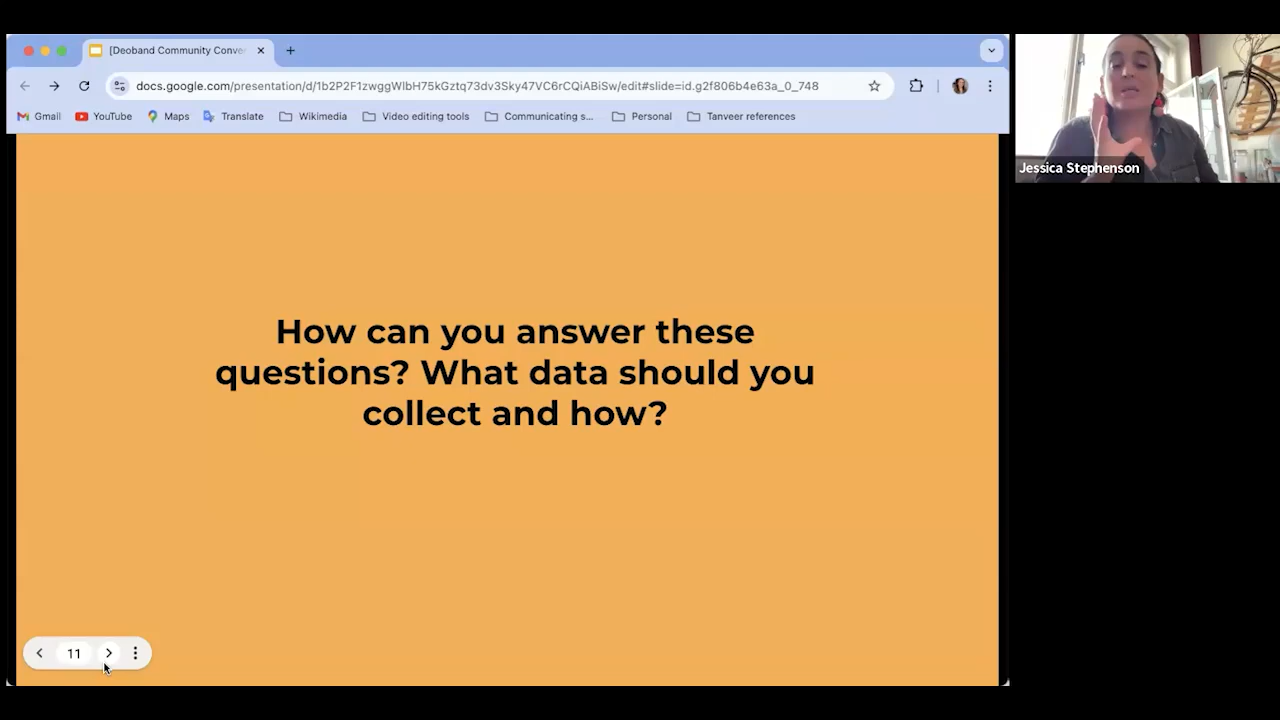 [Deoband Community Conver
docs.google.com/presentation/d/1b2P2F1zwggWlbH75kGztq73dv3Sky47VC6rCQiABiSw/edit#slide=id.g2f806b4e63a_0_748
Gmail YouTube Maps Translate Wikimedia Video editing tools Communicating s... Personal Tanveer references
Jessica Stephenson
How can you answer these
questions? What data should you
collect and how?
11